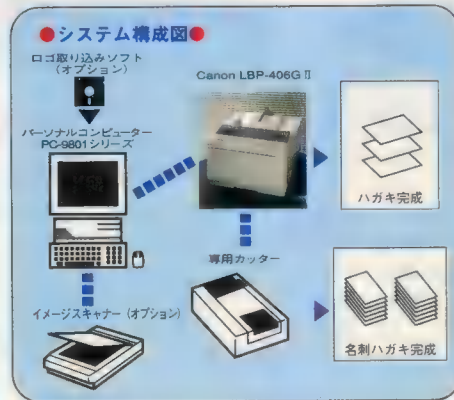 ●システム構成図●
ロゴ取り込みソフト
(オプション)
Canon LBP-406GⅡ
パーソナルコンピューター
PC-9801シリーズ
ハガキ完成
専用カッター
イメージスキャナー(オプション)
名刺ハガキ完成